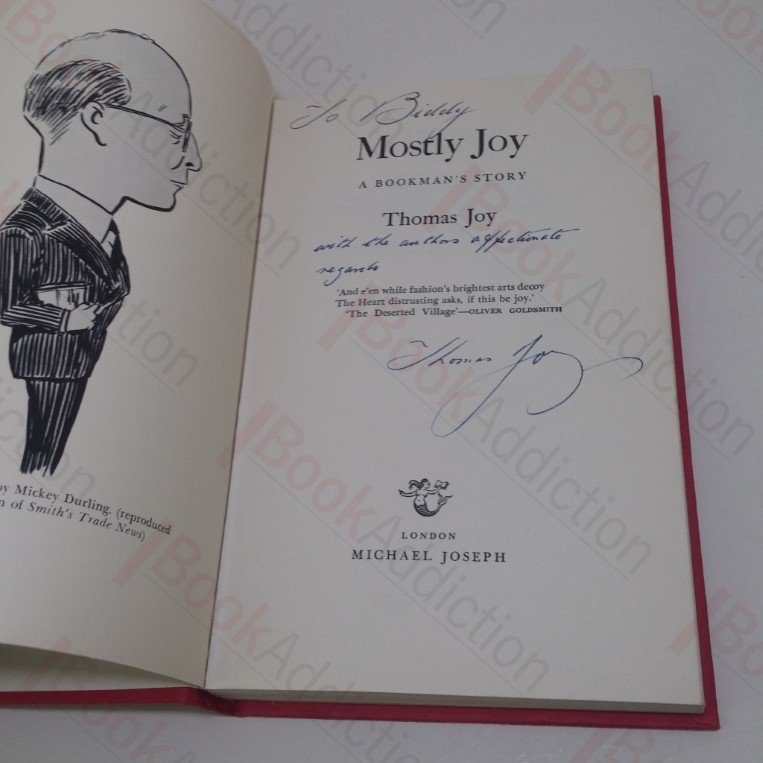 To Biddy
Mostly Joy
A BOOKMAN'S STORY
Thomas Joy
with the authors affectionate
regards
'And e'en while fashion's brightest arts decoy
The Heart distrusting asks, if this be joy.'
'The Deserted Village'—OLIVER GOLDSMITH
Thomas Joy
LONDON
MICHAEL JOSEPH
by Mickey Durling. (reproduced
of Smith's Trade News)
BookAddiction